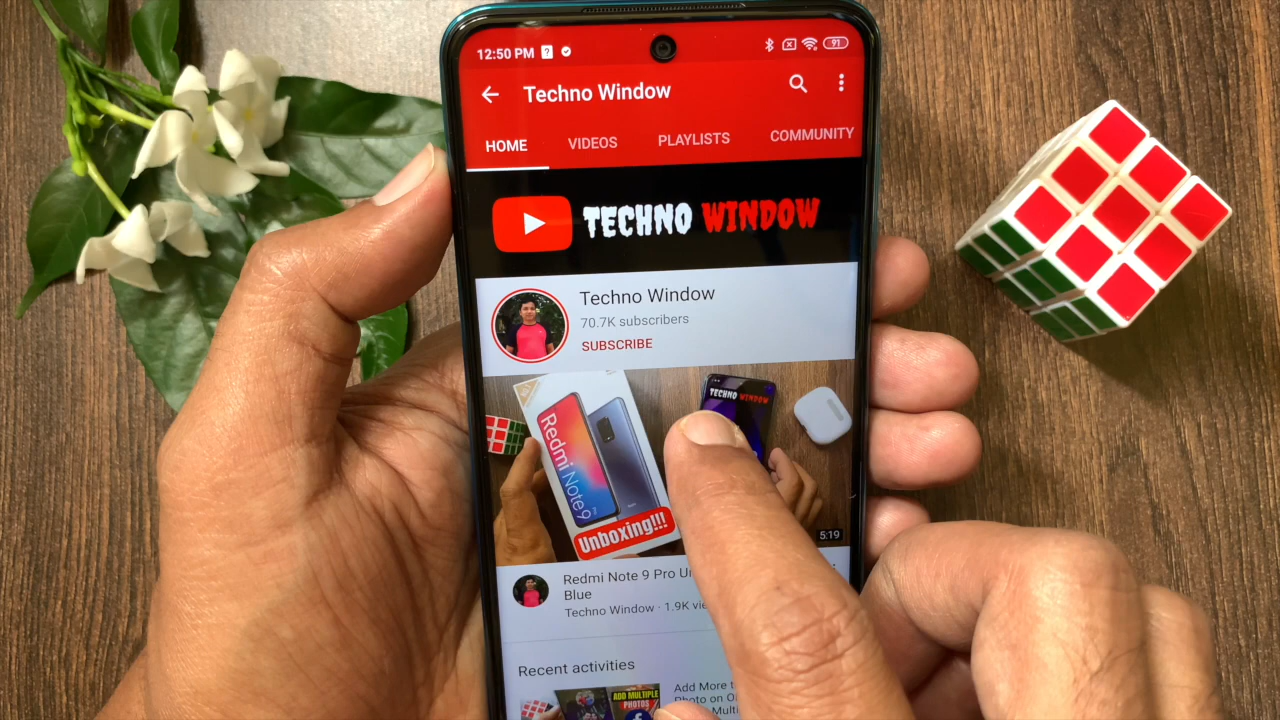 12:50 PM
91
Techno Window
HOME VIDEOS PLAYLISTS COMMUNITY
TECHNO WINDOW
Techno Window
70.7K subscribers
SUBSCRIBE
TECHNO WINDOW
Redmi Note 9
Unbozing!!!
5:19
Redmi Note 9 Pro
Blue
Techno Window · 1.9K
Recent activities
ADD MULTIPLE
PHOTOS
Add More
Photo on